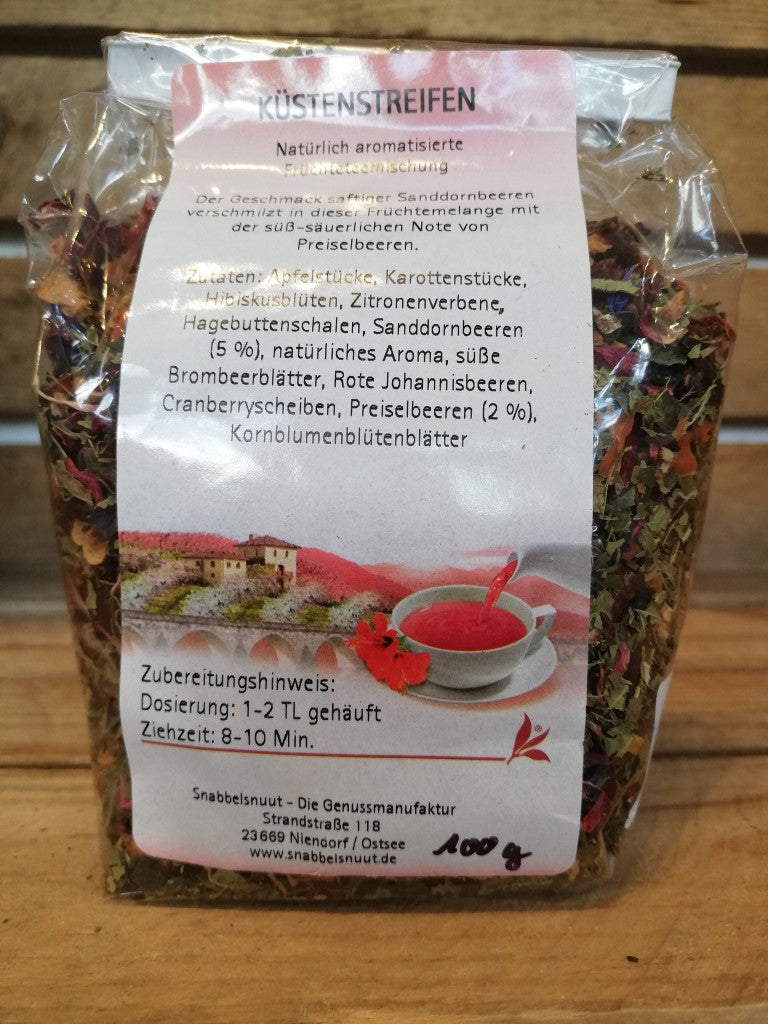 KÜSTENSTREIFEN
Natürlich aromatisierte
Früchteteemischung
Der Geschmack saftiger Sanddornbeeren
verschmilzt in dieser Früchtemelange mit
der süß-säuerlichen Note von
Preiselbeeren.
Zutaten: Apfelstücke, Karottenstücke,
Hibiskusblüten, Zitronenverbene,
Hagebuttenschalen, Sanddornbeeren
(5 %), natürliches Aroma, süße
Brombeerblätter, Rote Johannisbeeren,
Cranberryscheiben, Preiselbeeren (2 %),
Kornblumenblütenblätter
Zubereitungshinweis:
Dosierung: 1-2 TL gehäuft
Ziehzeit: 8-10 Min.
®
Snabbelsnuut - Die Genussmanufaktur
Strandstraße 118
23669 Niendorf / Ostsee
www.snabbelsnuut.de
100 g